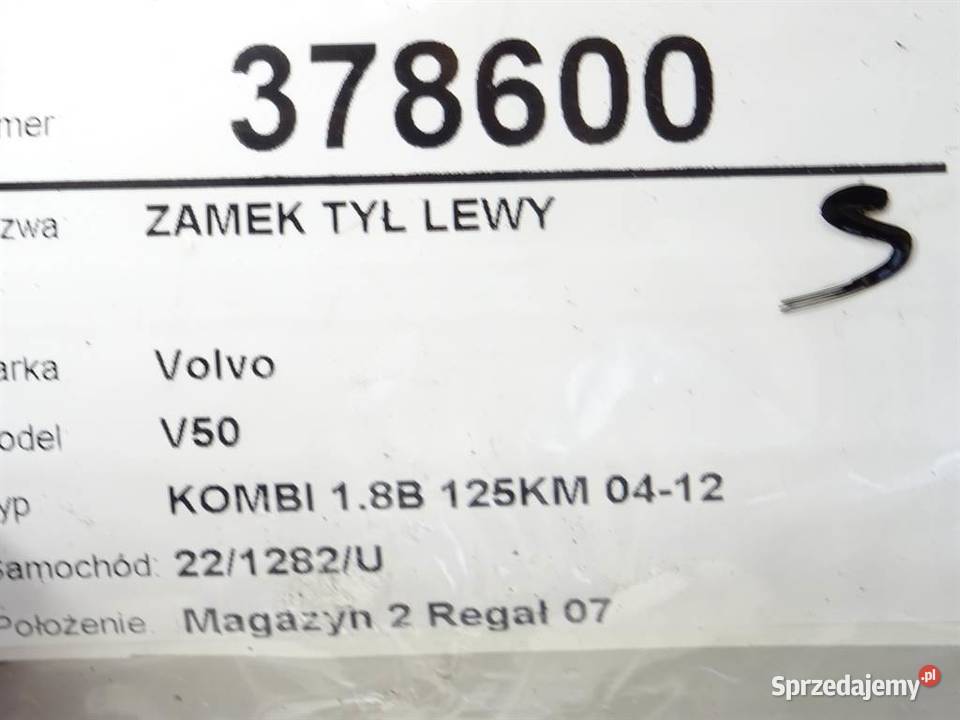 mer 378600
zwa ZAMEK TYŁ LEWY S
arka Volvo
odel V50
yp KOMBI 1.8B 125KM 04-12
Samochód: 22/1282/U
Położenie: Magazyn 2 Regał 07
Sprzedajemy.pl